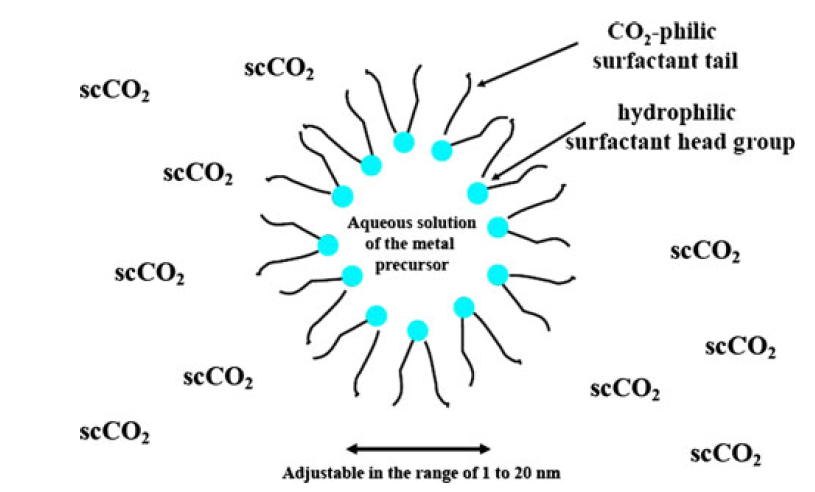 CO₂-philic
surfactant tail
scCO₂
scCO₂
hydrophilic
surfactant head group
scCO₂
Aqueous solution
of the metal
precursor
scCO₂
scCO₂
scCO₂
scCO₂
scCO₂
scCO₂
scCO₂
Adjustable in the range of 1 to 20 nm